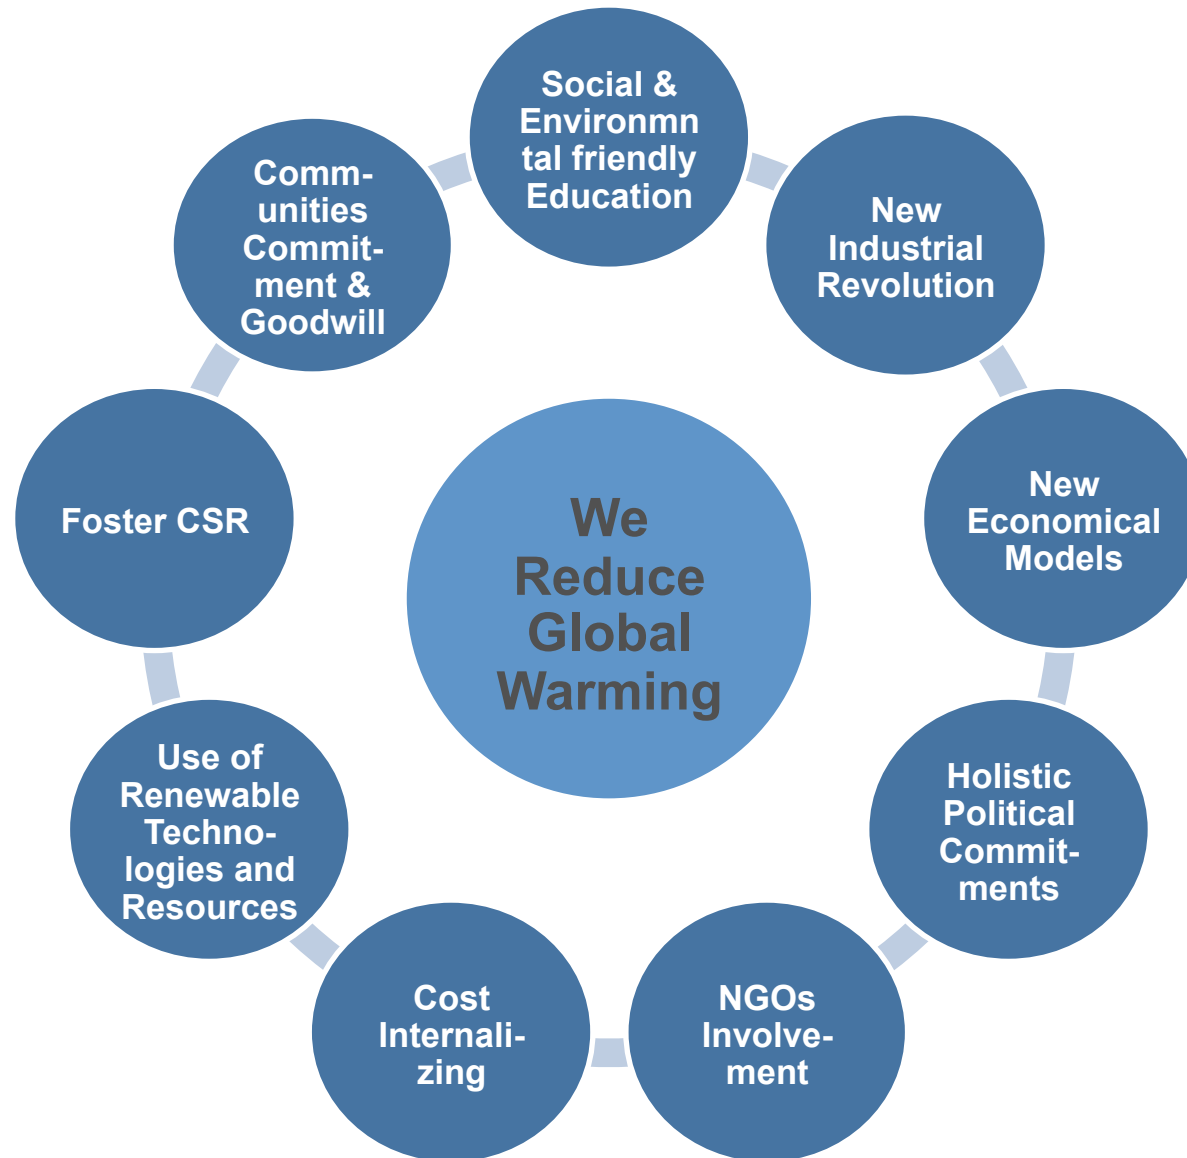 Social &
Environmn
tal friendly
Education
New
Industrial
Revolution
New
Economical
Models
Holistic
Political
Commit-
ments
NGOs
Involve-
ment
Cost
Internali-
zing
Use of
Renewable
Techno-
logies and
Resources
Foster CSR
Comm-
unities
Commit-
ment &
Goodwill
We
Reduce
Global
Warming